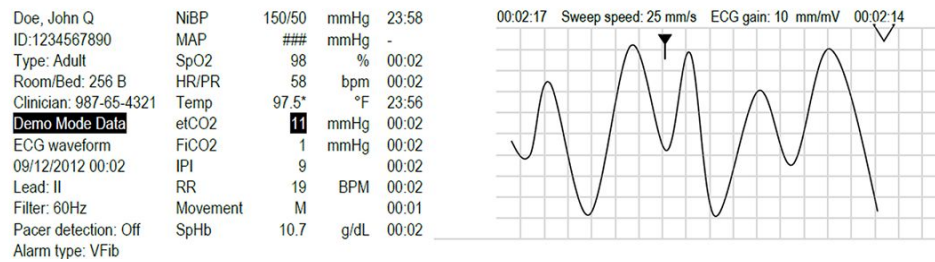 Doe, John Q NiBP 150/50 mmHg 23:58
ID:1234567890 MAP ### mmHg -
Type: Adult SpO2 98 % 00:02
Room/Bed: 256 B HR/PR 58 bpm 00:02
Clinician: 987-65-4321 Temp 97.5* °F 23:56
Demo Mode Data etCO2 11 mmHg 00:02
ECG waveform FiCO2 1 mmHg 00:02
09/12/2012 00:02 IPI 9 00:02
Lead: II RR 19 BPM 00:02
Filter: 60Hz Movement M 00:01
Pacer detection: Off SpHb 10.7 g/dL 00:02
Alarm type: VFib
00:02:17 Sweep speed: 25 mm/s ECG gain: 10 mm/mV 00:02:14